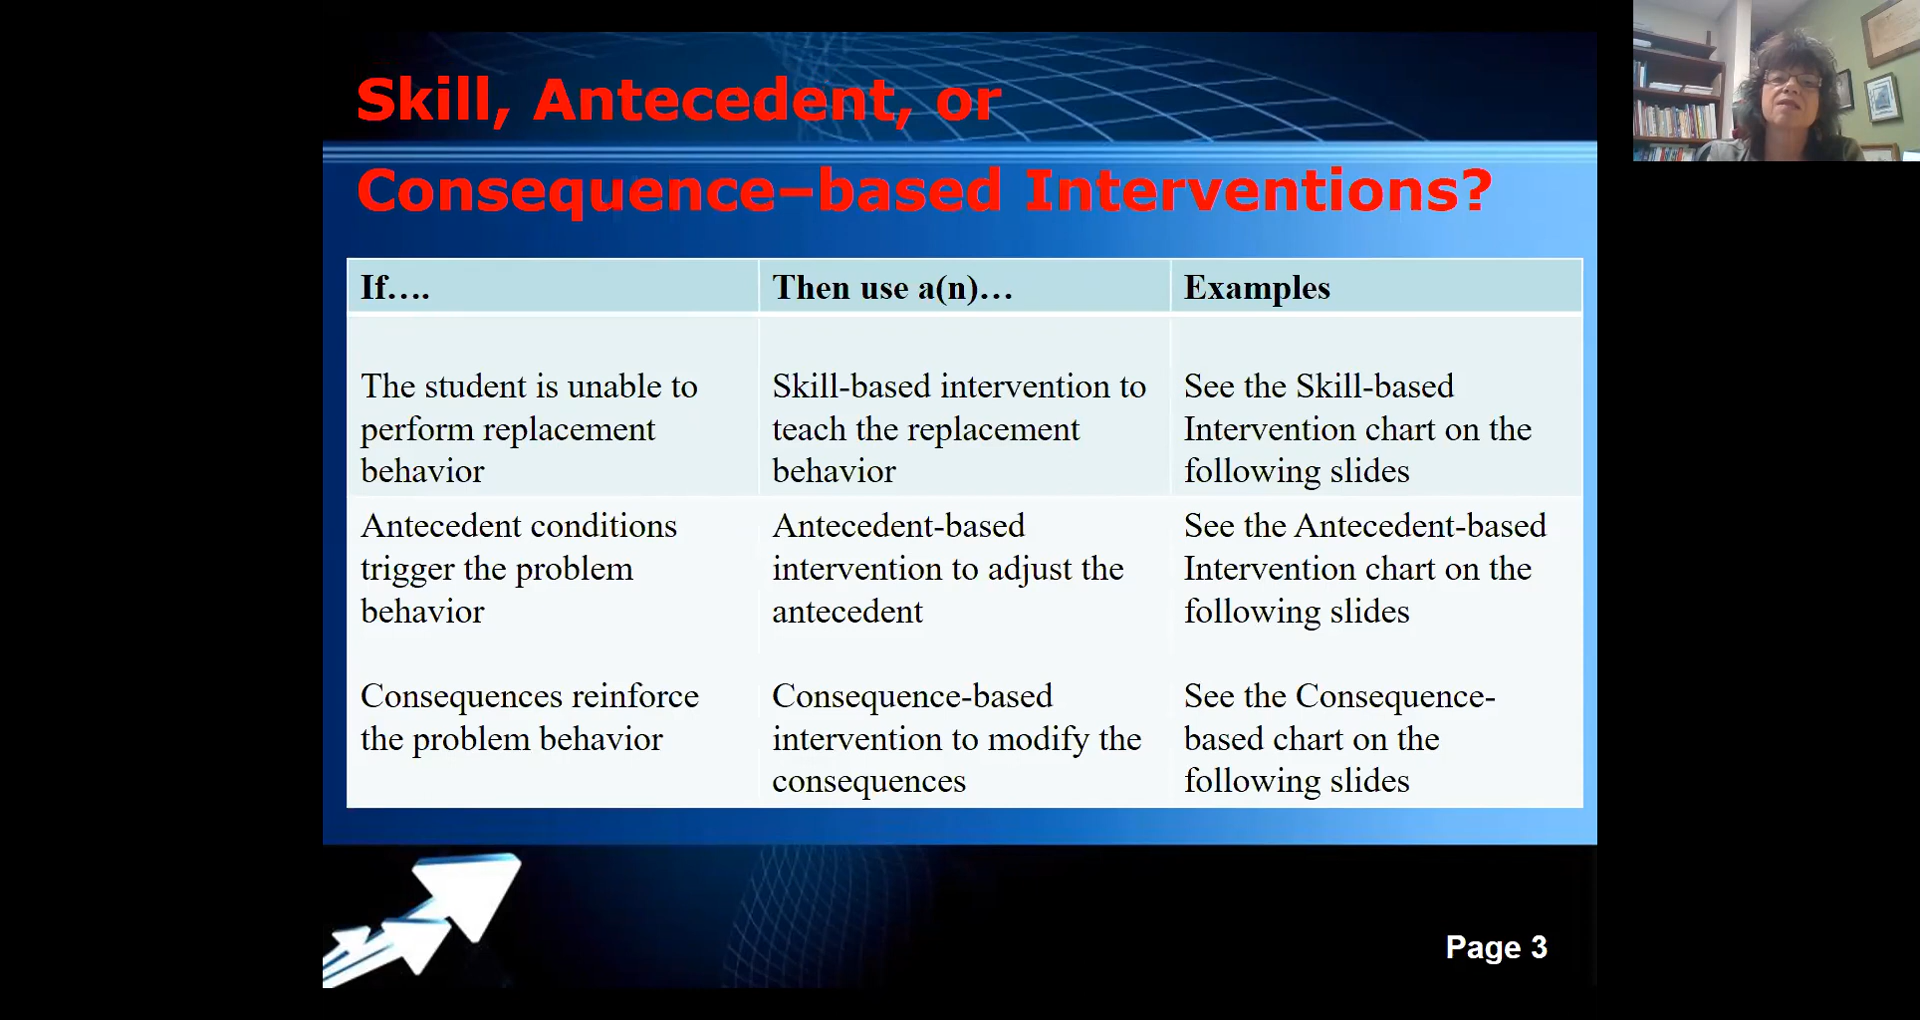 Skill, Antecedent, or
Consequence–based Interventions?
If….
Then use a(n)…
Examples
The student is unable to
perform replacement
behavior
Skill-based intervention to
teach the replacement
behavior
See the Skill-based
Intervention chart on the
following slides
Antecedent conditions
trigger the problem
behavior
Antecedent-based
intervention to adjust the
antecedent
See the Antecedent-based
Intervention chart on the
following slides
Consequences reinforce
the problem behavior
Consequence-based
intervention to modify the
consequences
See the Consequence-
based chart on the
following slides
Page 3